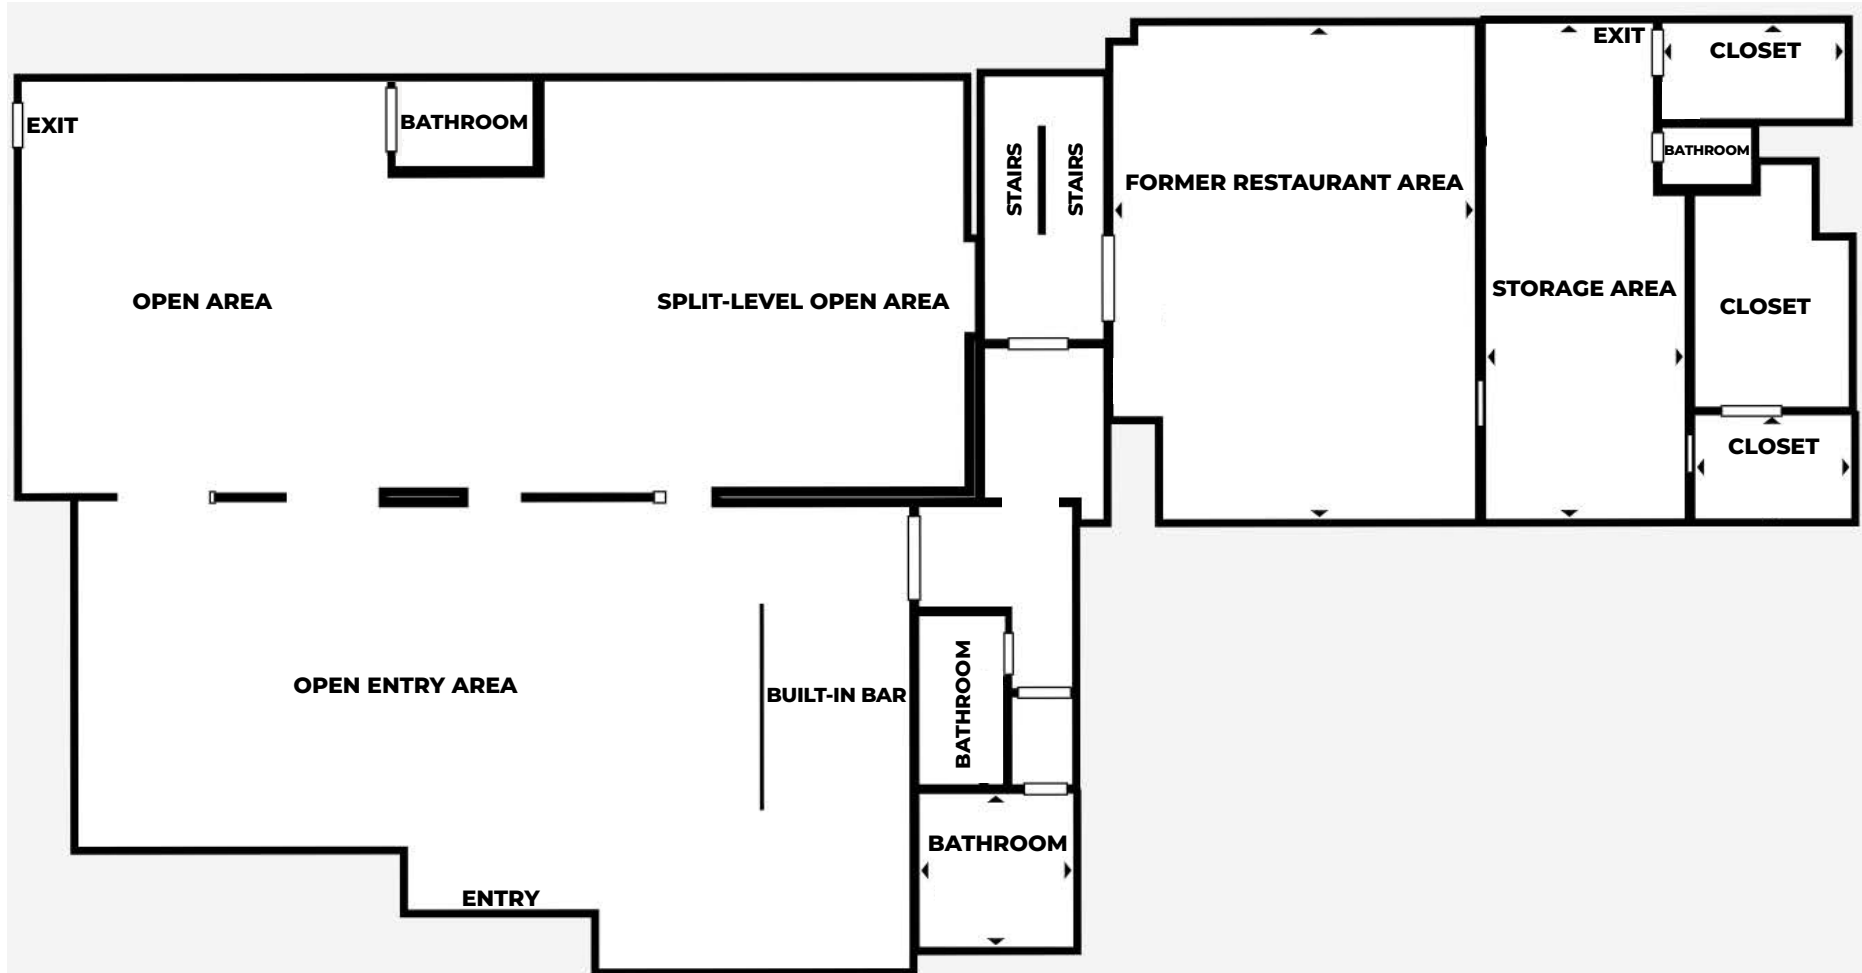 EXIT
CLOSET
EXIT
BATHROOM
BATHROOM
STAIRS
STAIRS
FORMER RESTAURANT AREA
OPEN AREA
SPLIT-LEVEL OPEN AREA
STORAGE AREA
CLOSET
CLOSET
OPEN ENTRY AREA
BUILT-IN BAR
BATHROOM
BATHROOM
ENTRY